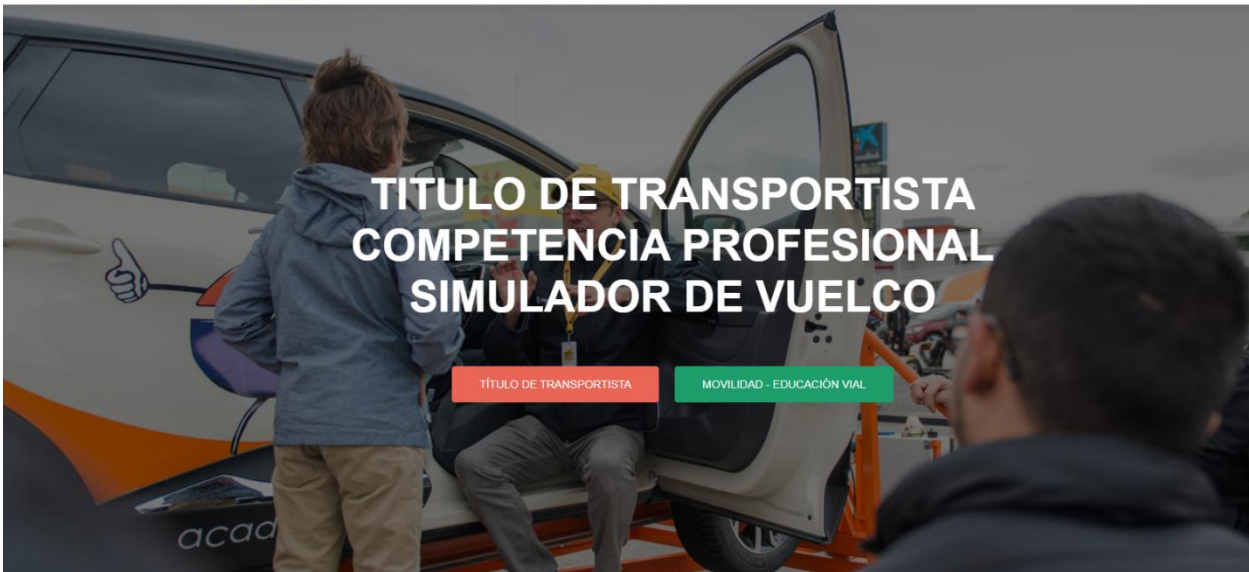 TITULO DE TRANSPORTISTA
COMPETENCIA PROFESIONAL
SIMULADOR DE VUELCO
TÍTULO DE TRANSPORTISTA
MOVILIDAD - EDUCACIÓN VIAL
acad